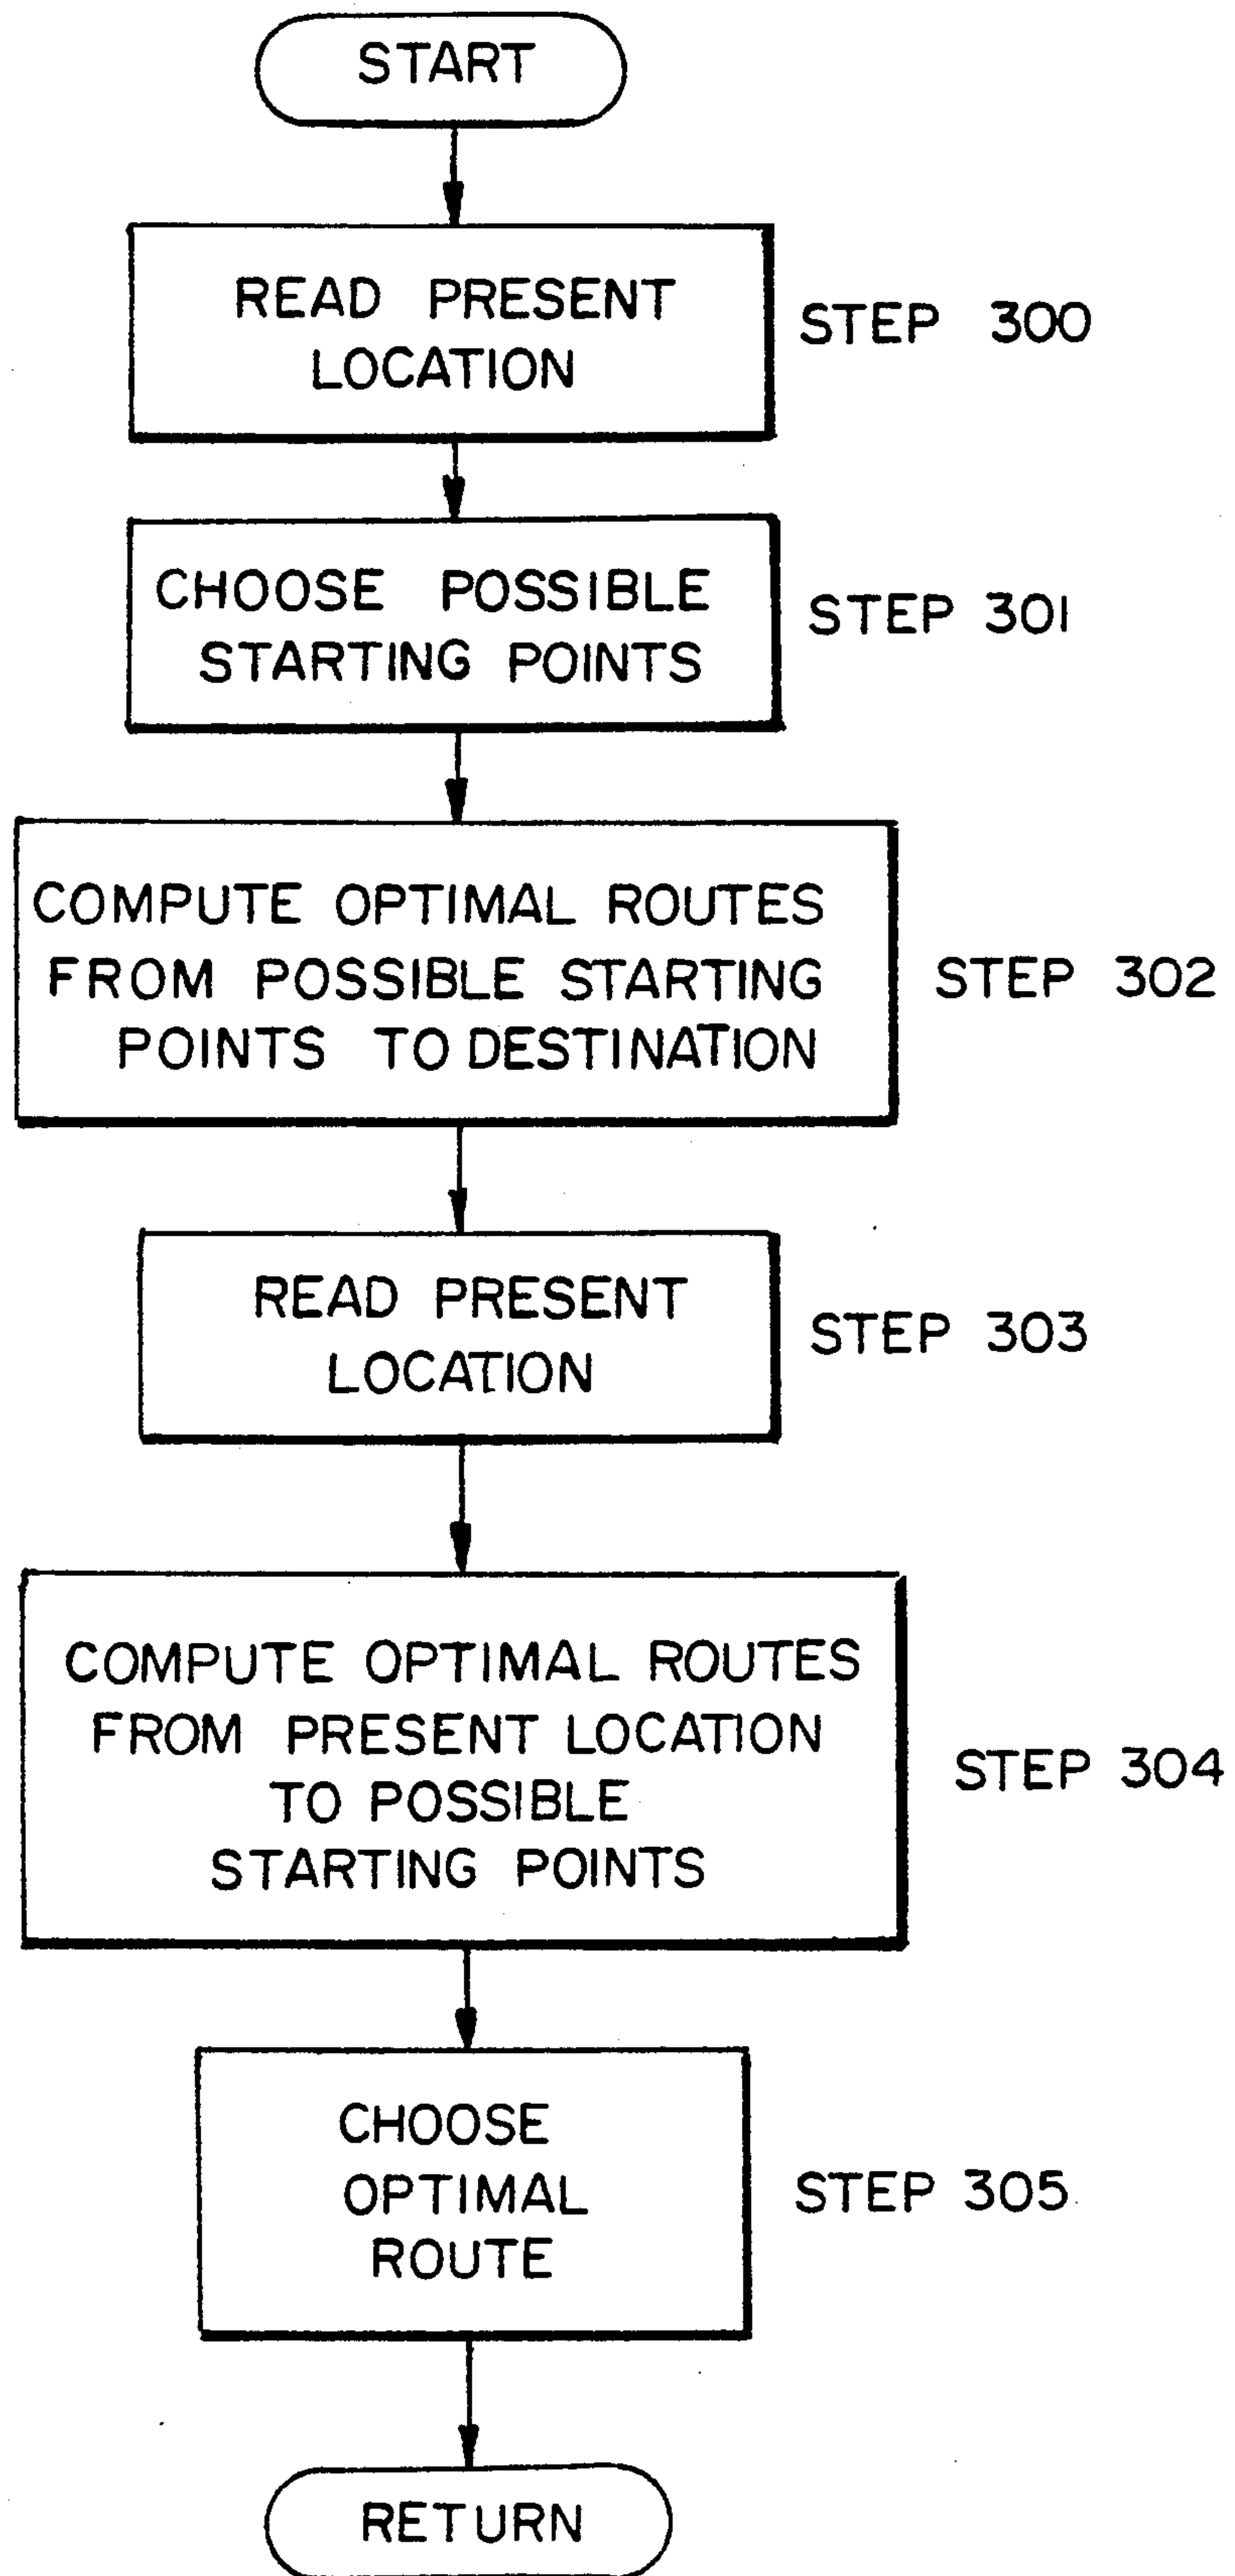 START
READ PRESENT
LOCATION
STEP 300
CHOOSE POSSIBLE
STARTING POINTS
STEP 301
COMPUTE OPTIMAL ROUTES
FROM POSSIBLE STARTING
POINTS TO DESTINATION
STEP 302
READ PRESENT
LOCATION
STEP 303
COMPUTE OPTIMAL ROUTES
FROM PRESENT LOCATION
TO POSSIBLE
STARTING POINTS
STEP 304
CHOOSE
OPTIMAL
ROUTE
STEP 305
RETURN